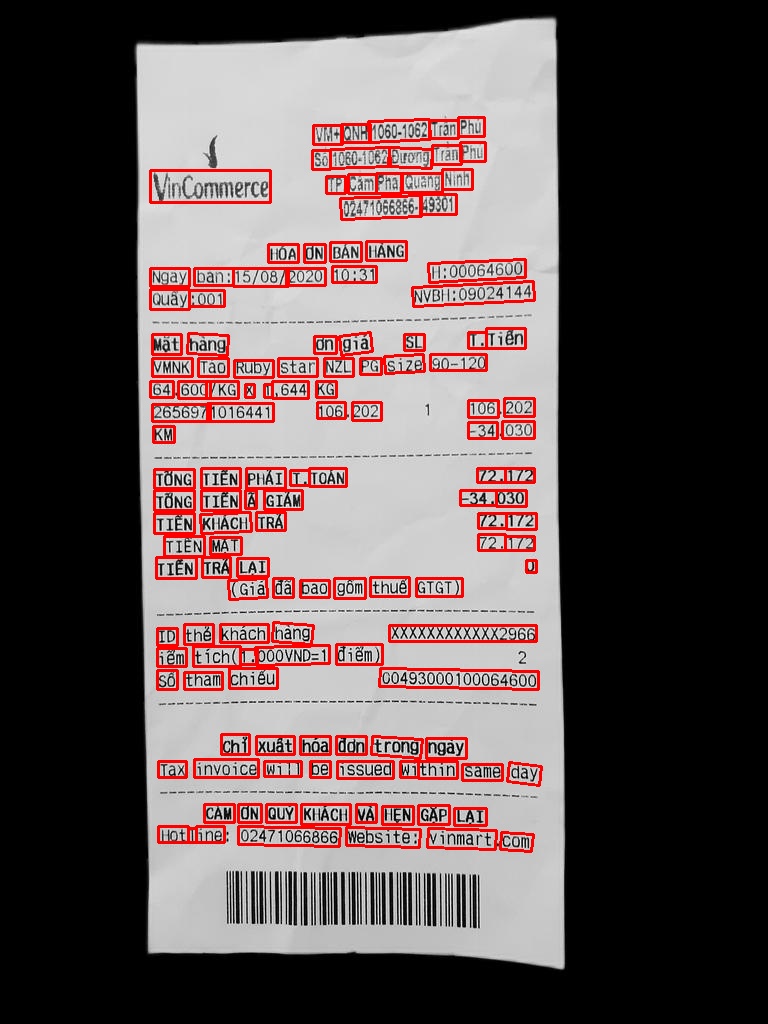 VinCommerce
VM+ QNH 1060-1062 Trần Phú
Số 1060-1062 Đường Trần Phú
TP Cẩm Phả Quảng Ninh
02471066866-49301
HÓA ĐƠN BÁN HÀNG
Ngày bán:15/08/2020 10:31 HĐ:00064600
Quầy:001 NVBH:09024144
Mặt hàng Đơn giá SL T.Tiền
VMNK Táo Ruby star NZL PG size 90-120
64,600/KG x 1,644 KG
2656971016441 106.202 1 106.202
KM -34.030
TỔNG TIỀN PHẢI T.TOÁN 72.172
TỔNG TIỀN ĐÃ GIẢM -34.030
TIỀN KHÁCH TRẢ 72.172
TIỀN MẶT 72.172
TIỀN TRẢ LẠI 0
(Giá đã bao gồm thuế GTGT)
ID thẻ khách hàng XXXXXXXXXXXX2966
Điểm tích(1.000VND=1 điểm) 2
Số tham chiếu 00493000100064600
Chỉ xuất hóa đơn trong ngày
Tax invoice will be issued within same day
CẢM ƠN QUÝ KHÁCH VÀ HẸN GẶP LẠI
Hotline: 02471066866 Website: vinmart.com